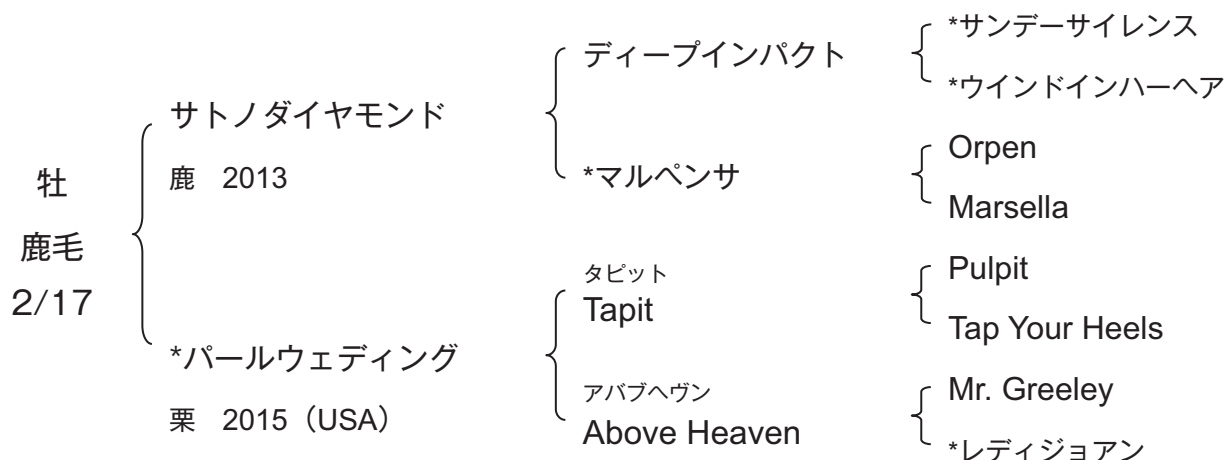 牡
鹿毛
2/17
サトノダイヤモンド
鹿　2013
*パールウェディング
栗　2015（USA）
ディープインパクト
*マルペンサ
タピット
Tapit
アバブヘヴン
Above Heaven
*サンデーサイレンス
*ウインドインハーヘア
Orpen
Marsella
Pulpit
Tap Your Heels
Mr. Greeley
*レディジョアン